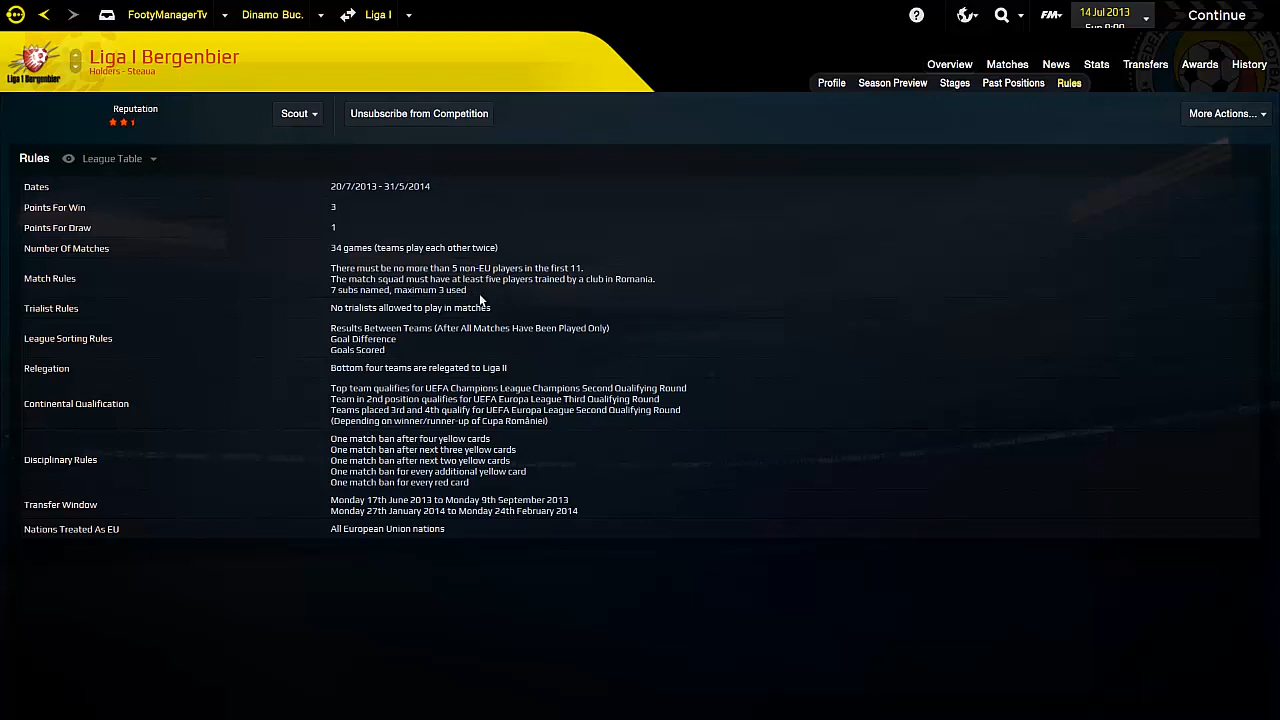 FootyManagerTv Dinamo Buc. Liga I FM 14 Jul 2013 Continue
Liga I Bergenbier
Holders - Steaua
Liga I Bergenbier
Overview Matches News Stats Transfers Awards History
Profile Season Preview Stages Past Positions Rules
Reputation
Scout Unsubscribe from Competition More Actions...
Rules League Table
Dates 20/7/2013 - 31/5/2014
Points For Win 3
Points For Draw 1
Number Of Matches 34 games (teams play each other twice)
Match Rules
There must be no more than 5 non-EU players in the first 11.
The match squad must have at least five players trained by a club in Romania.
7 subs named, maximum 3 used
Trialist Rules No trialists allowed to play in matches
League Sorting Rules
Results Between Teams (After All Matches Have Been Played Only)
Goal Difference
Goals Scored
Relegation Bottom four teams are relegated to Liga II
Continental Qualification
Top team qualifies for UEFA Champions League Champions Second Qualifying Round
Team in 2nd position qualifies for UEFA Europa League Third Qualifying Round
Teams placed 3rd and 4th qualify for UEFA Europa League Second Qualifying Round
(Depending on winner/runner-up of Cupa României)
Disciplinary Rules
One match ban after four yellow cards
One match ban after next three yellow cards
One match ban after next two yellow cards
One match ban for every additional yellow card
One match ban for every red card
Transfer Window
Monday 17th June 2013 to Monday 9th September 2013
Monday 27th January 2014 to Monday 24th February 2014
Nations Treated As EU All European Union nations